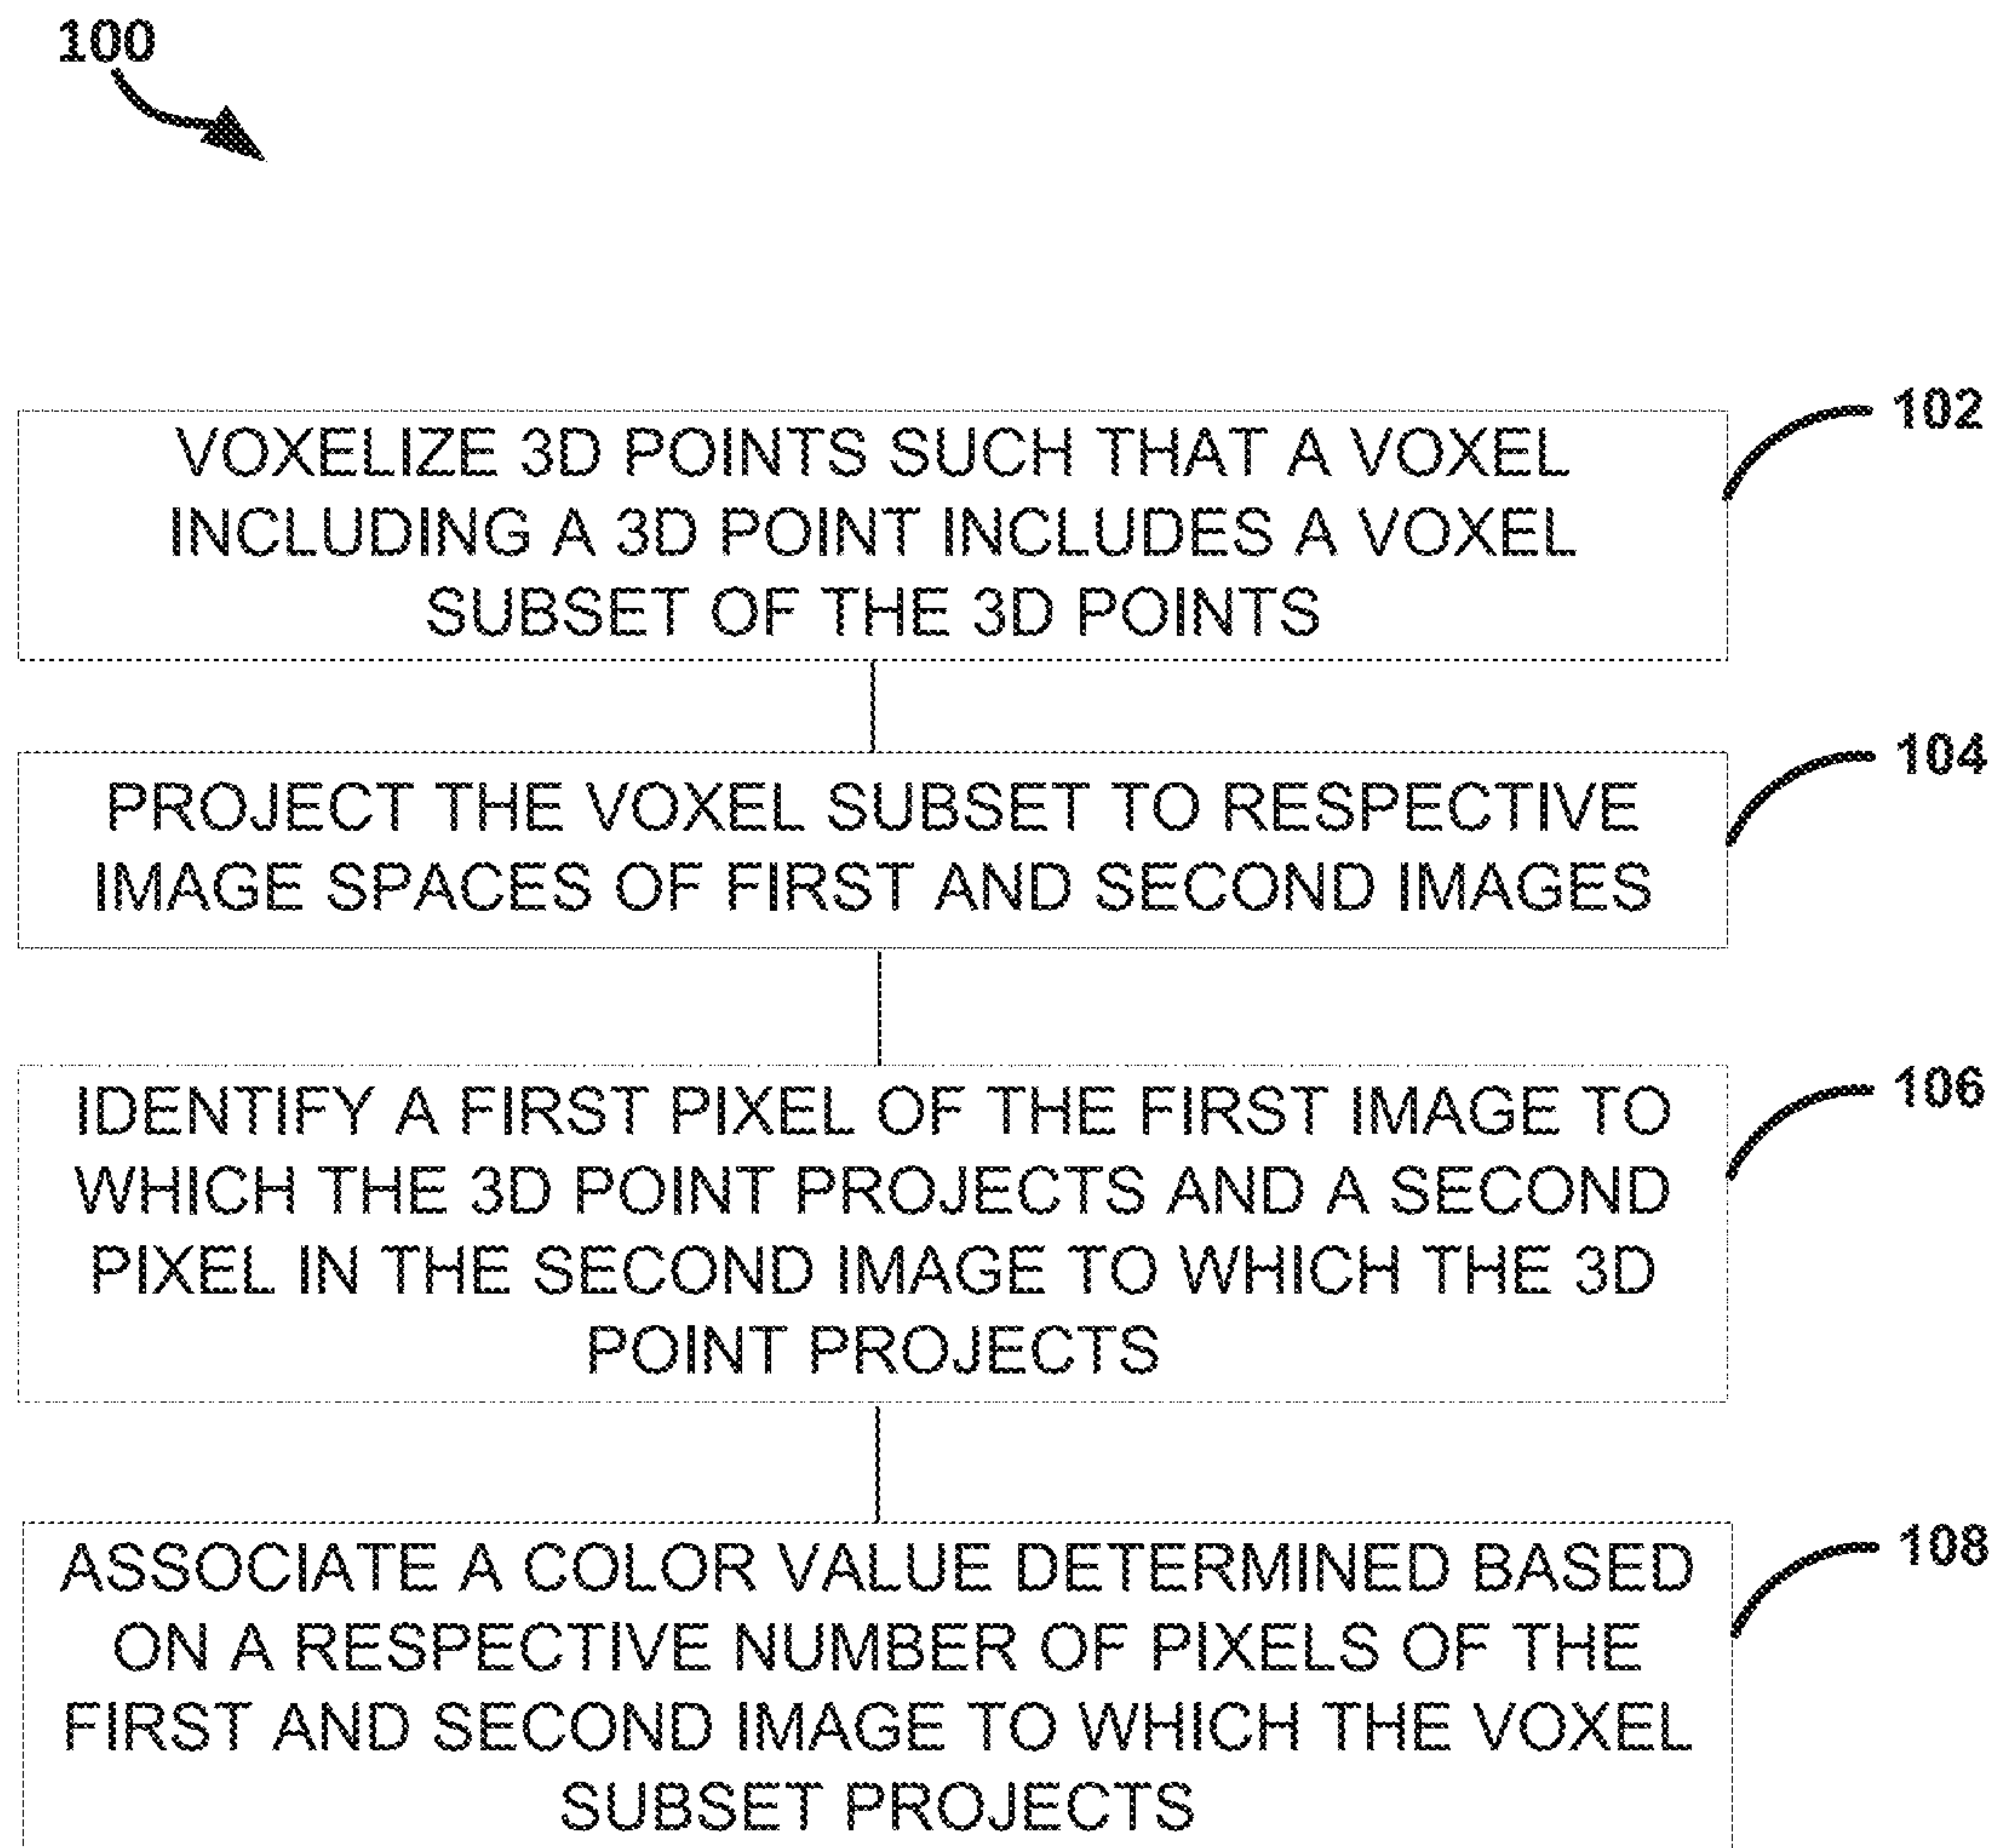 100
102
VOXELIZE 3D POINTS SUCH THAT A VOXEL
INCLUDING A 3D POINT INCLUDES A VOXEL
SUBSET OF THE 3D POINTS
104
PROJECT THE VOXEL SUBSET TO RESPECTIVE
IMAGE SPACES OF FIRST AND SECOND IMAGES
106
IDENTIFY A FIRST PIXEL OF THE FIRST IMAGE TO
WHICH THE 3D POINT PROJECTS AND A SECOND
PIXEL IN THE SECOND IMAGE TO WHICH THE 3D
POINT PROJECTS
108
ASSOCIATE A COLOR VALUE DETERMINED BASED
ON A RESPECTIVE NUMBER OF PIXELS OF THE
FIRST AND SECOND IMAGE TO WHICH THE VOXEL
SUBSET PROJECTS